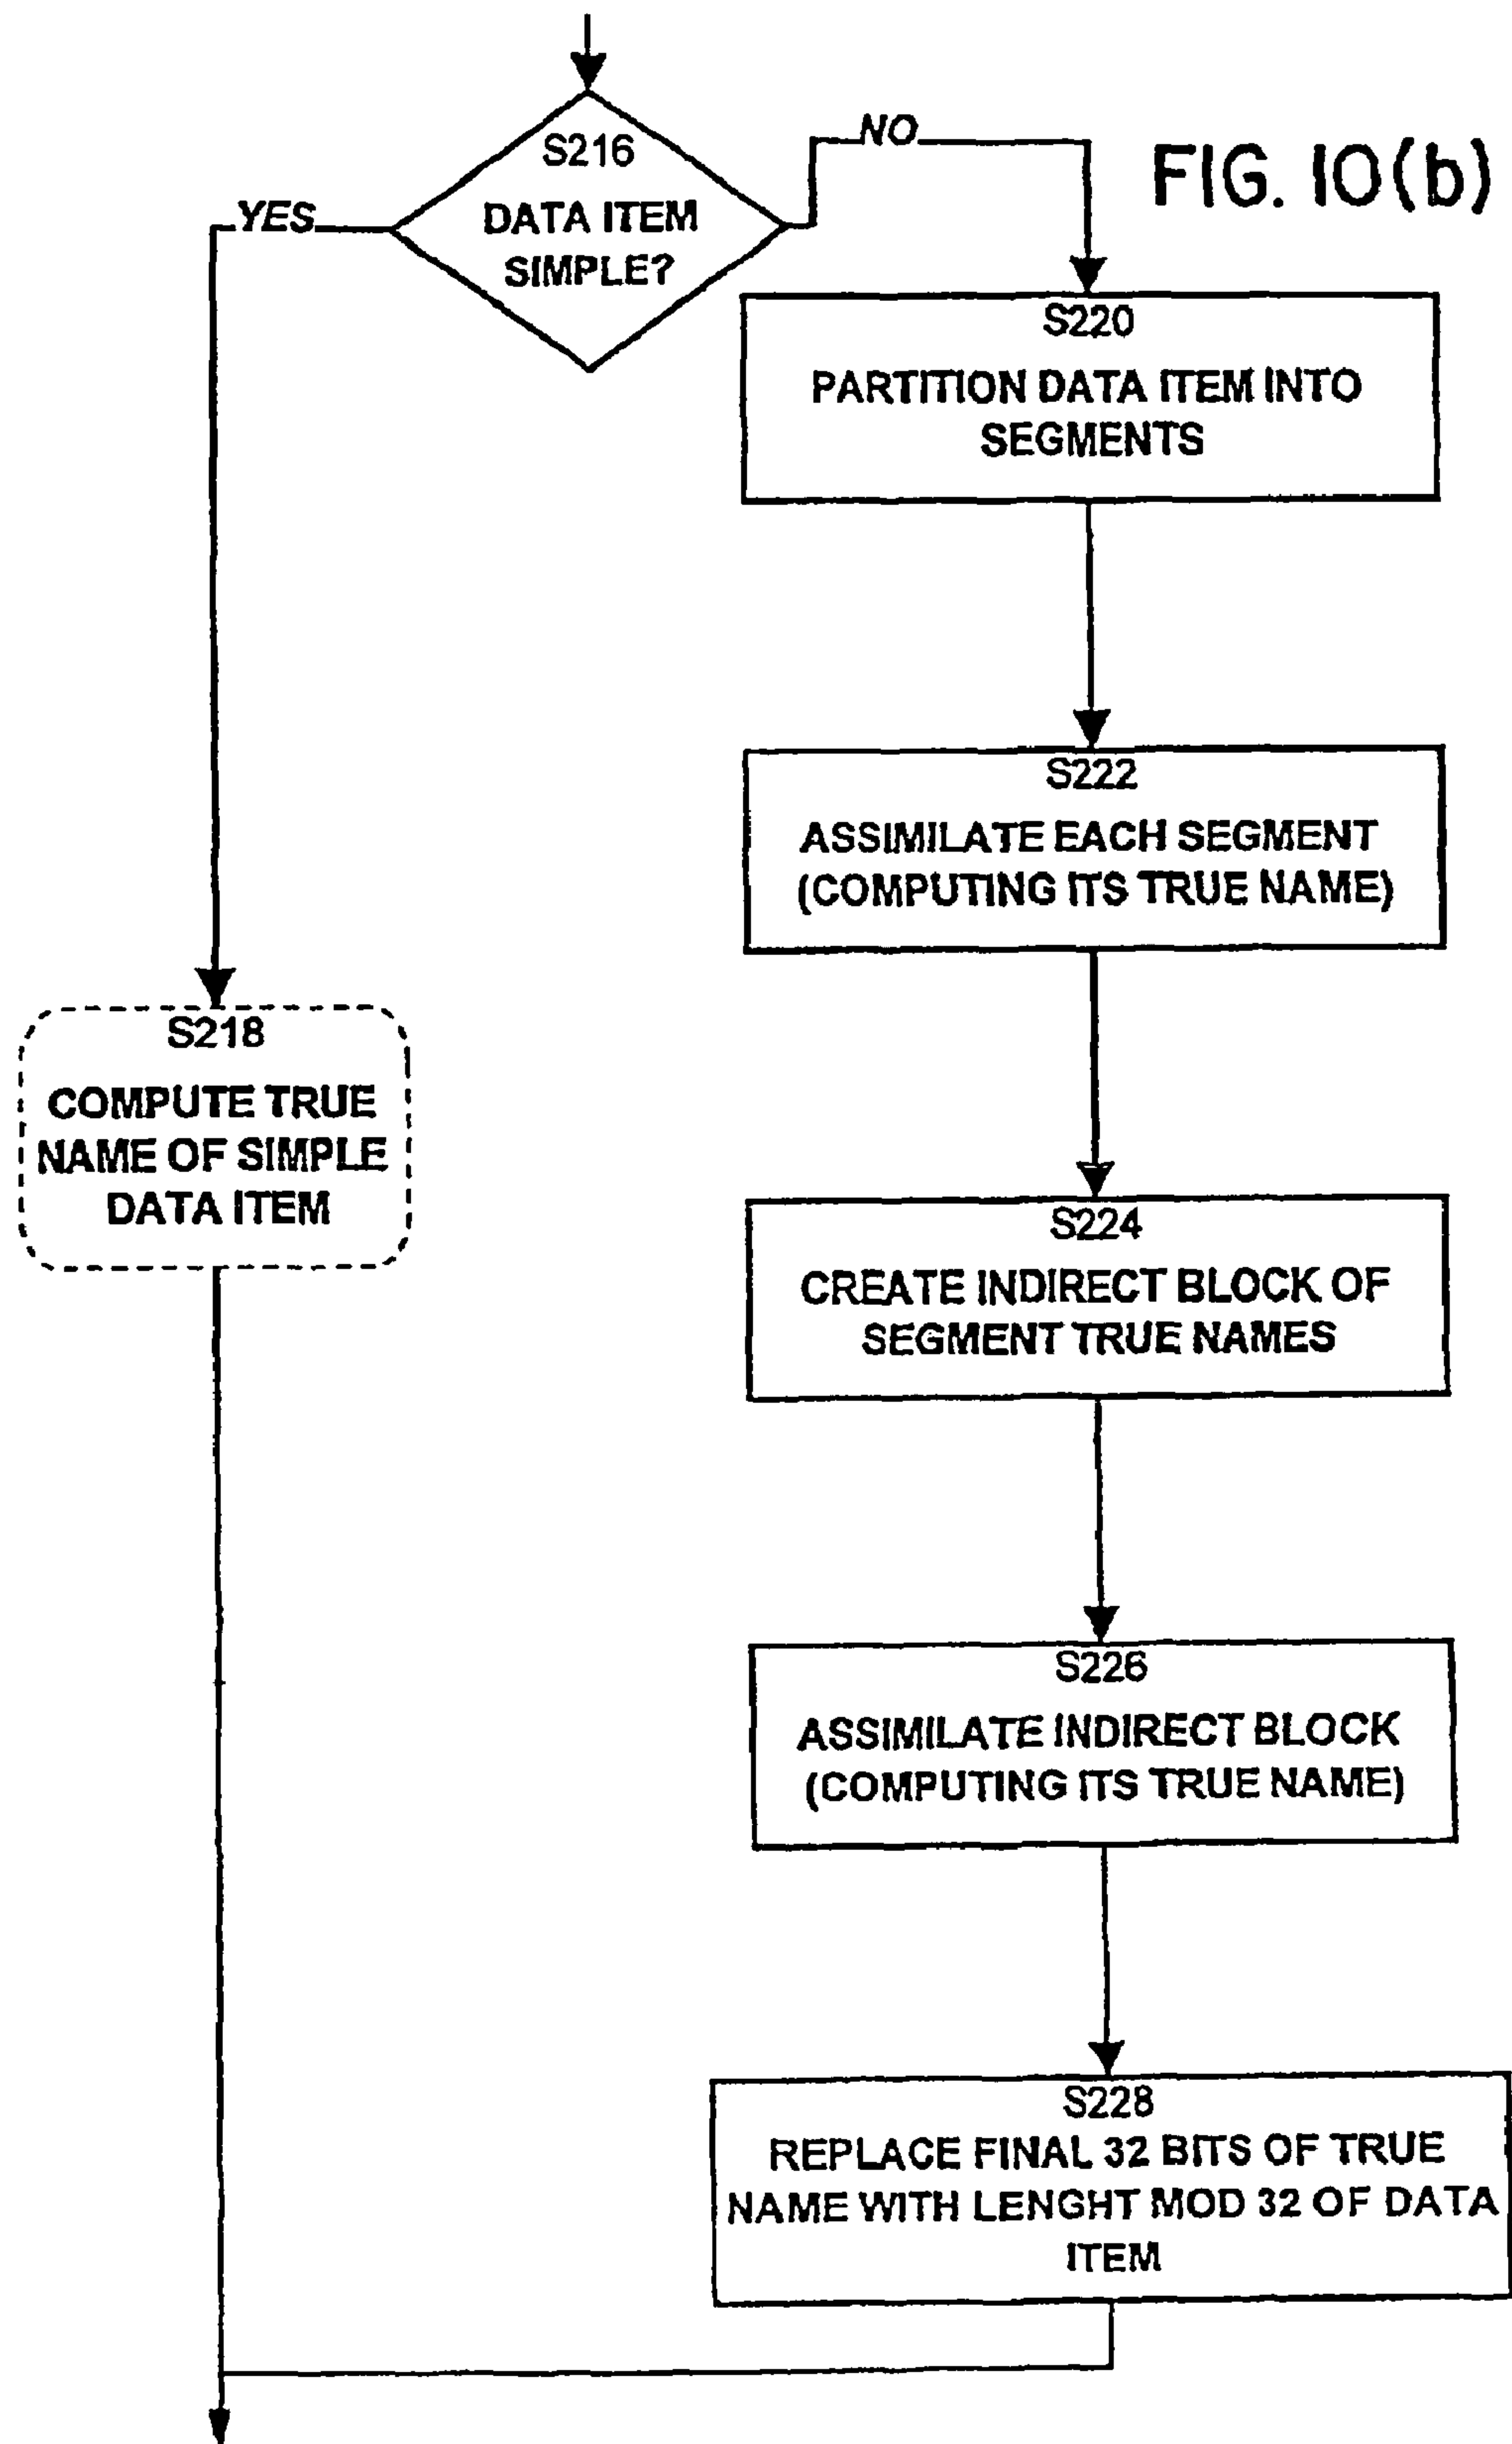 FIG. 10(b)
S216
DATA ITEM
SIMPLE?
YES
NO
S220
PARTITION DATA ITEM INTO
SEGMENTS
S222
ASSIMILATE EACH SEGMENT
(COMPUTING ITS TRUE NAME)
S218
COMPUTE TRUE
NAME OF SIMPLE
DATA ITEM
S224
CREATE INDIRECT BLOCK OF
SEGMENT TRUE NAMES
S226
ASSIMILATE INDIRECT BLOCK
(COMPUTING ITS TRUE NAME)
S228
REPLACE FINAL 32 BITS OF TRUE
NAME WITH LENGHT MOD 32 OF DATA
ITEM